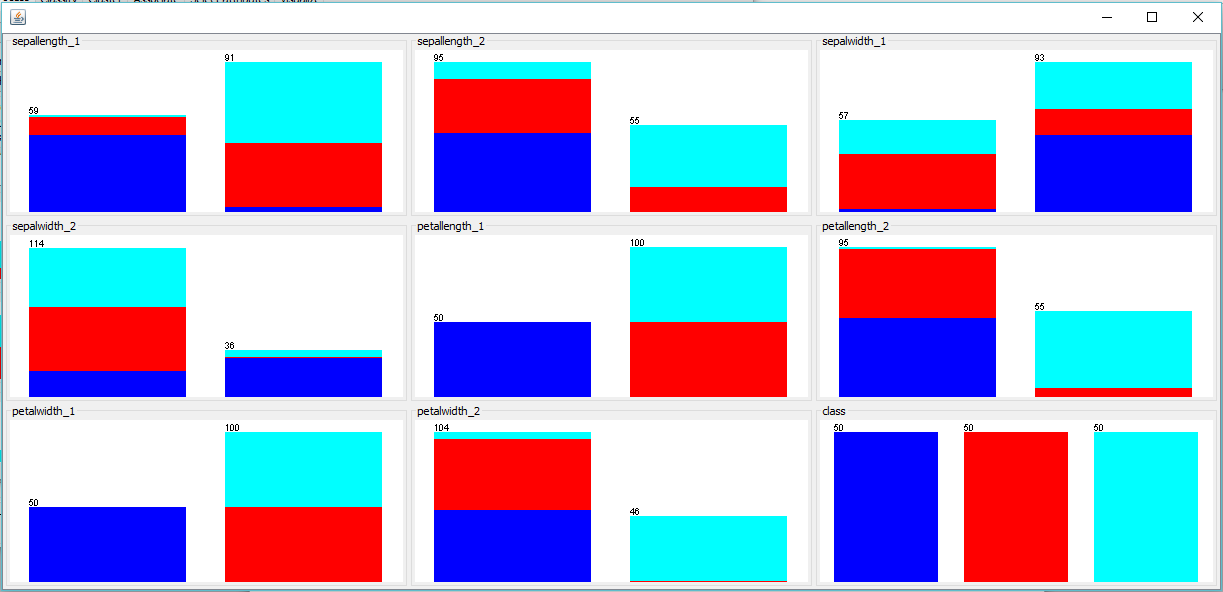 sepallength_1
59
91
sepallength_2
95
55
sepalwidth_1
57
93
sepalwidth_2
114
36
petallength_1
50
100
petallength_2
95
55
petalwidth_1
50
100
petalwidth_2
104
46
class
50
50
50